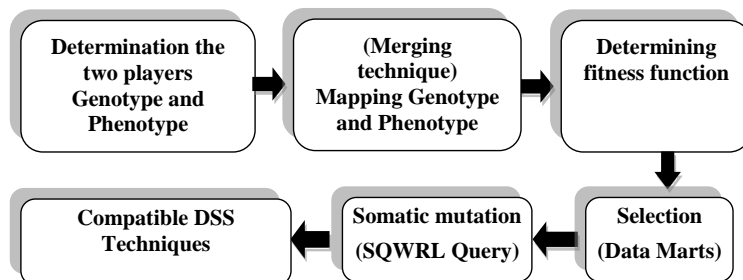 Determination the
two players
Genotype and
Phenotype
(Merging
technique)
Mapping Genotype
and Phenotype
Determining
fitness function
Selection
(Data Marts)
Somatic mutation
(SQWRL Query)
Compatible DSS
Techniques